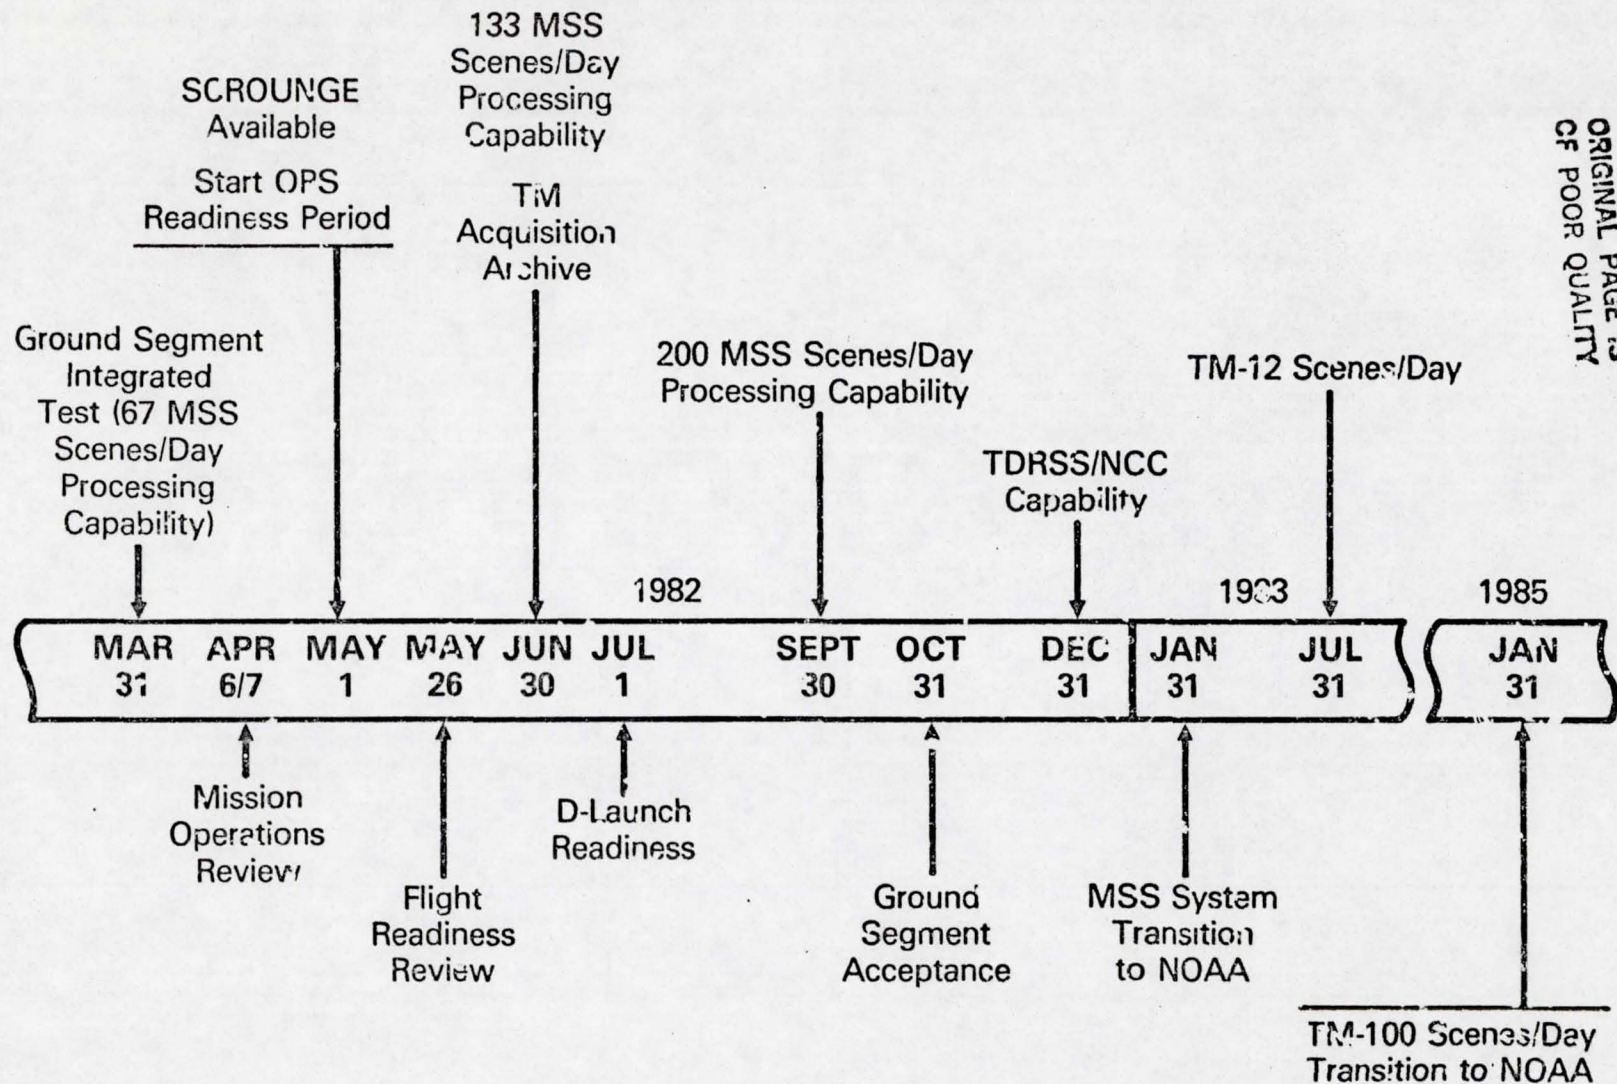 133 MSS
Scenes/Day
Processing
Capability
SCROUNGE
Available
Start OPS
Readiness Period
TM
Acquisition
Archive
ORIGINAL PAGE IS
OF POOR QUALITY
Ground Segment
Integrated
Test (67 MSS
Scenes/Day
Processing
Capability)
200 MSS Scenes/Day
Processing Capability
TM-12 Scenes/Day
TDRSS/NCC
Capability
1982
1983
1985
MAR APR MAY MAY JUN JUL SEPT OCT DEC JAN JUL JAN
31 6/7 1 26 30 1 30 31 31 31 31 31
Mission
Operations
Review
D-Launch
Readiness
Flight
Readiness
Review
Ground
Segment
Acceptance
MSS System
Transition
to NOAA
TM-100 Scenes/Day
Transition to NOAA